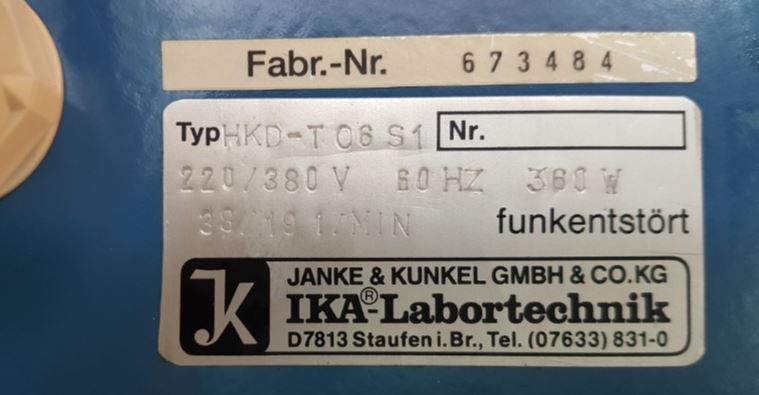 Fabr.-Nr. 673484
Typ HKD-T 06 S1 Nr.
220/380 V 60 HZ 360 W
39/19 1/MIN funkentstört
JK JANKE & KUNKEL GMBH & CO.KG
IKA®-Labortechnik
D7813 Staufen i.Br., Tel. (07633) 831-0